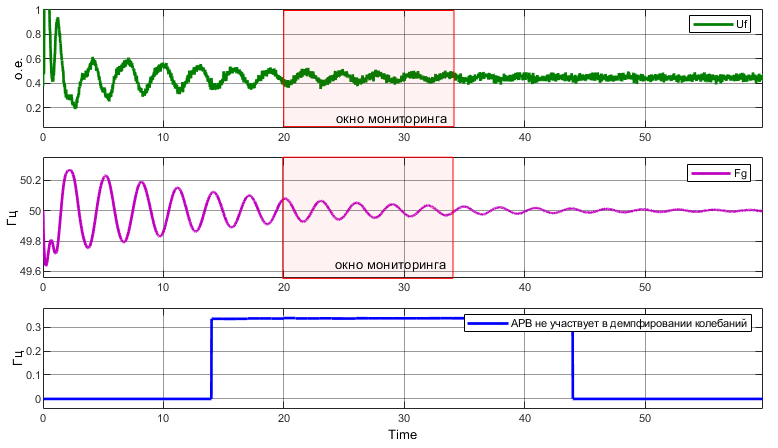 1
0.8
0.6
0.4
0.2
о.е.
Uf
окно мониторинга
0 10 20 30 40 50
50.2
50
49.8
49.6
Гц
Fg
окно мониторинга
0 10 20 30 40 50
0.3
0.2
0.1
0
Гц
АРВ не участвует в демпфировании колебаний
0 10 20 30 40 50
Time